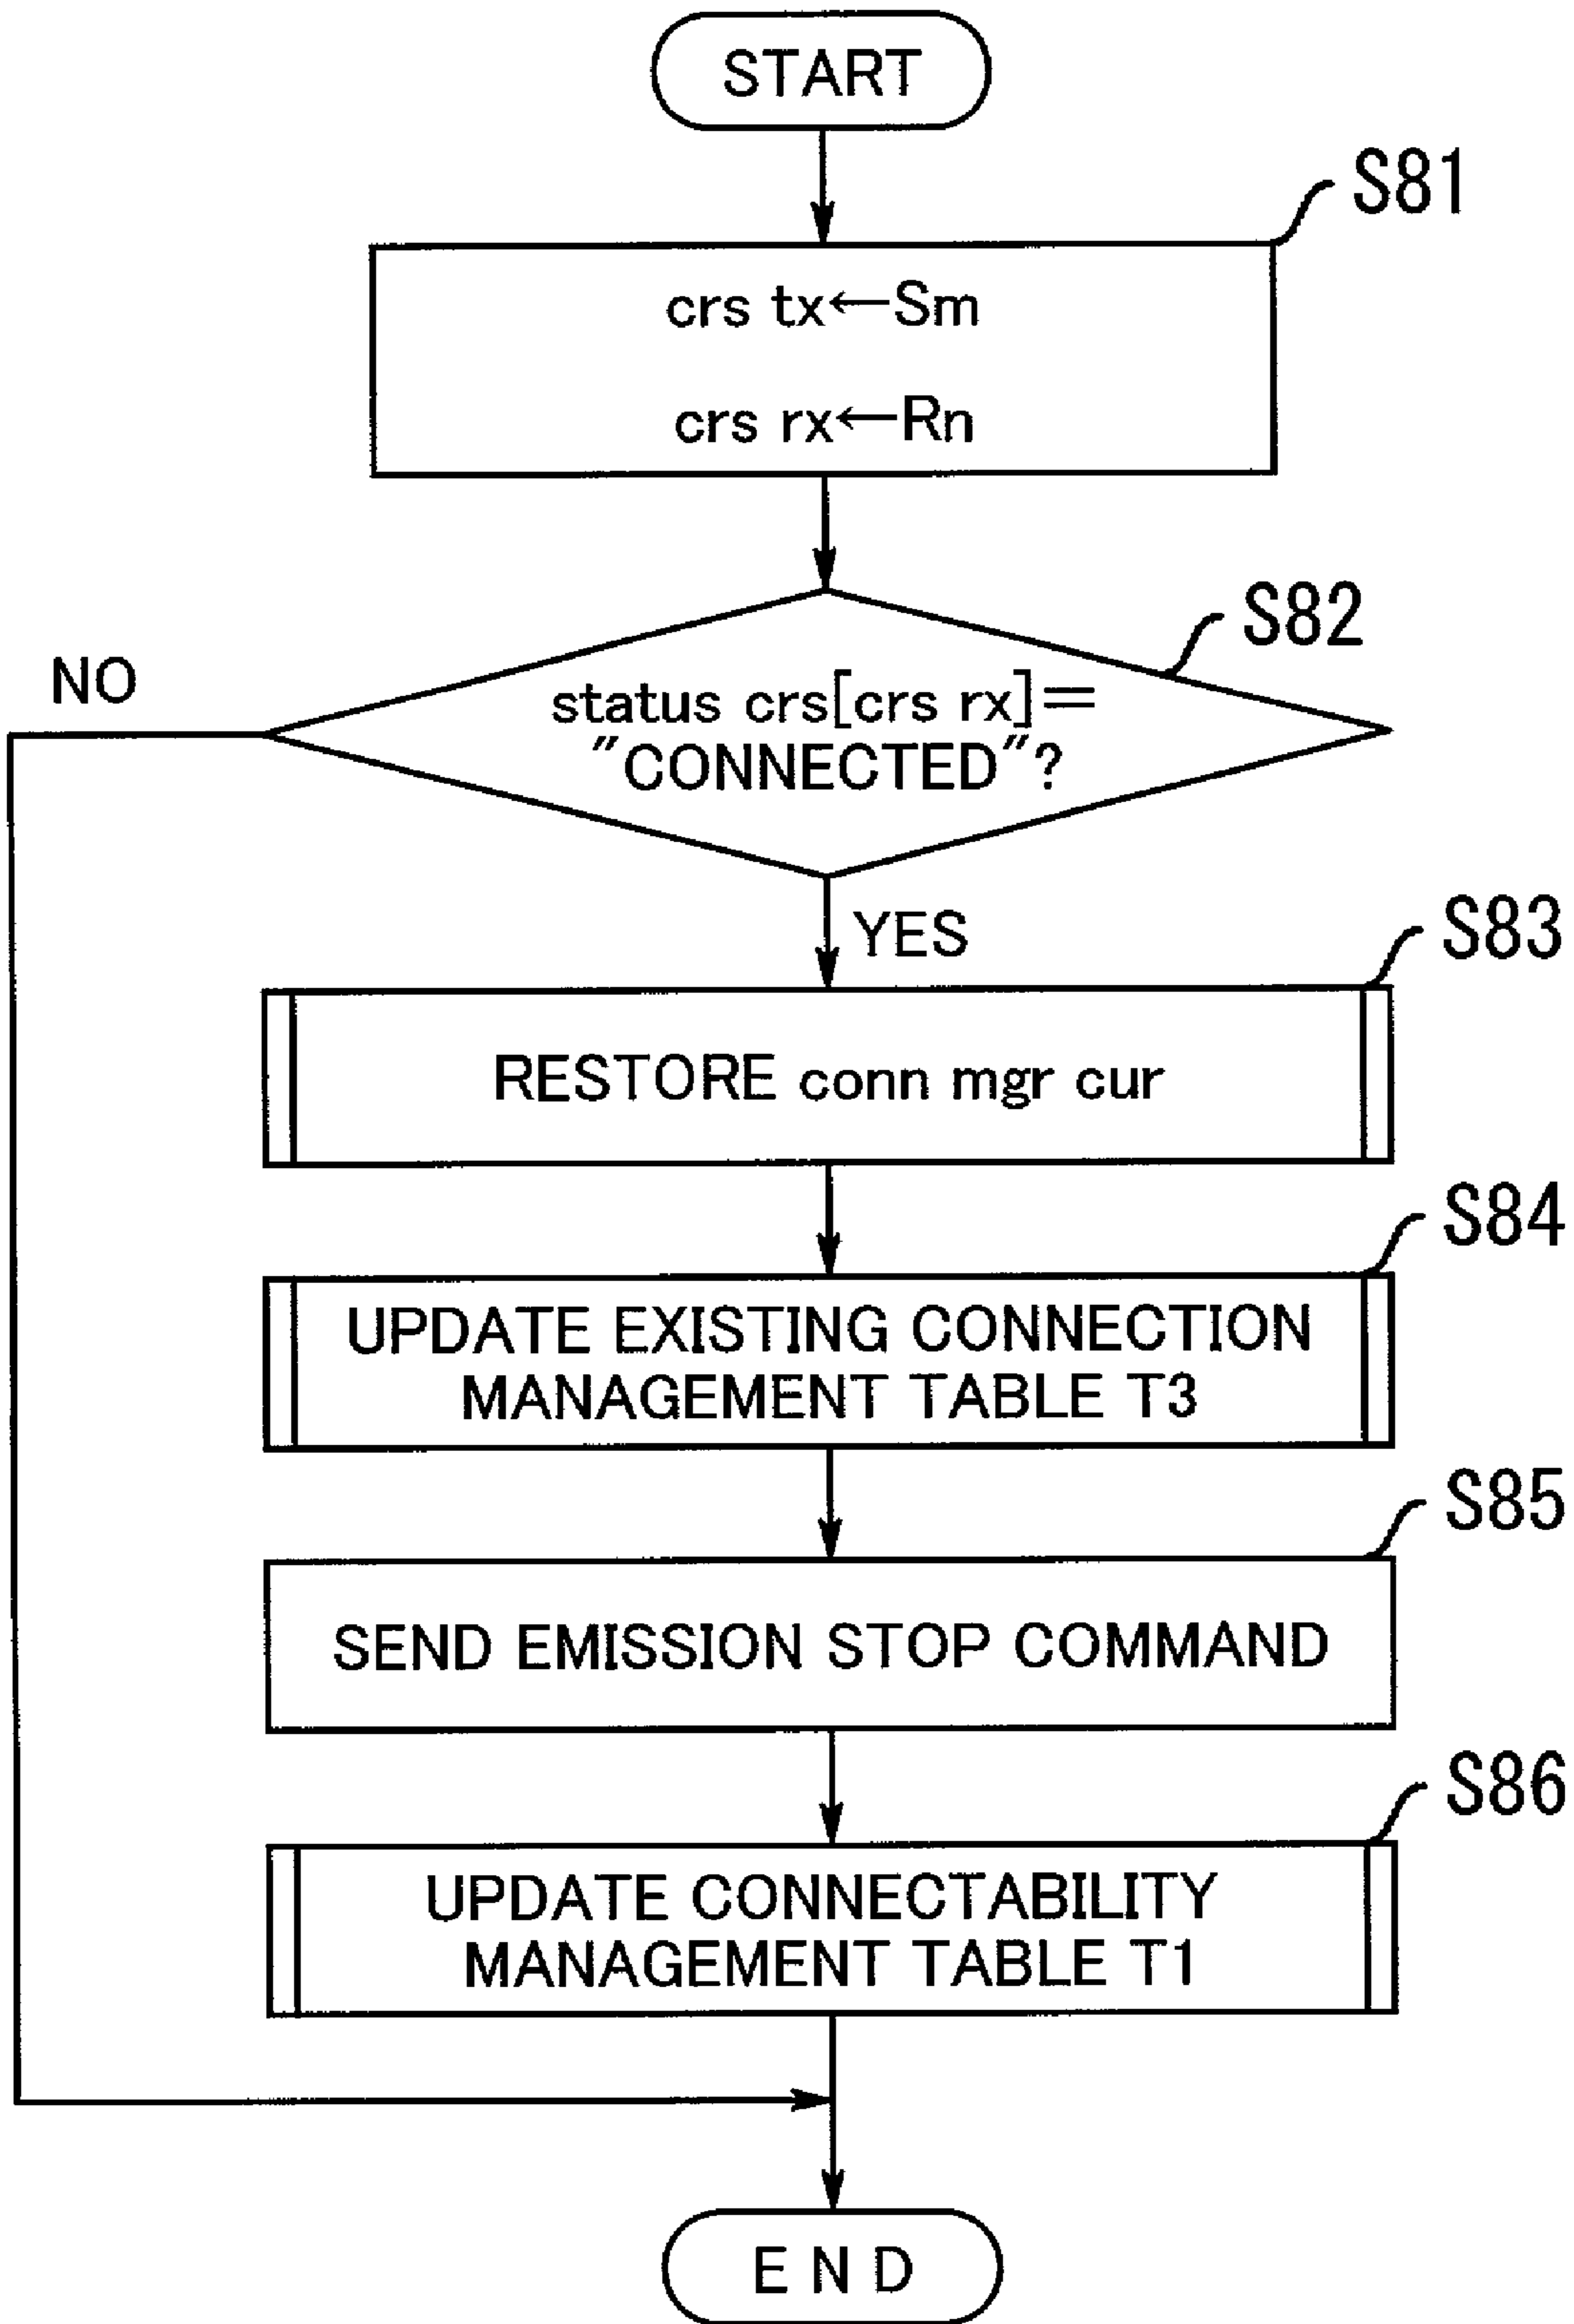 START
S81
crs tx←Sm
crs rx←Rn
S82
NO
status crs[crs rx]=
"CONNECTED"?
YES
S83
RESTORE conn mgr cur
S84
UPDATE EXISTING CONNECTION
MANAGEMENT TABLE T3
S85
SEND EMISSION STOP COMMAND
S86
UPDATE CONNECTABILITY
MANAGEMENT TABLE T1
END